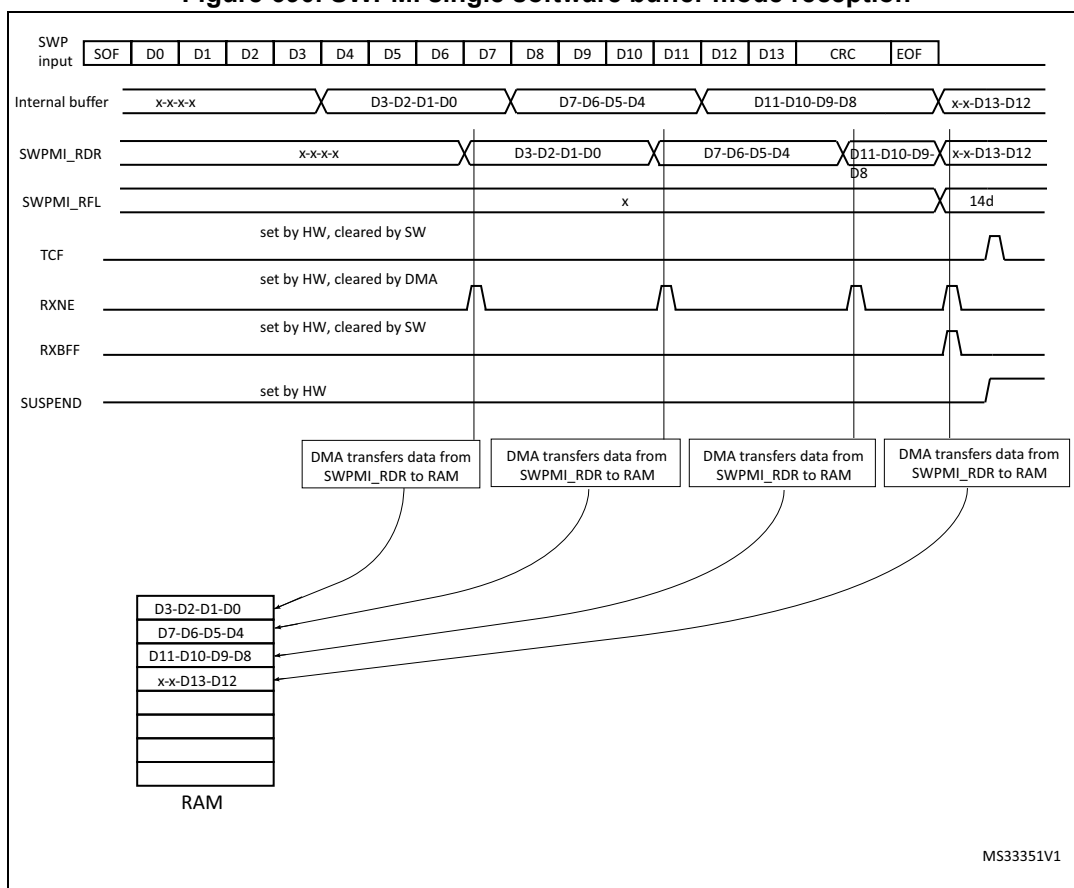 SWP input SOF D0 D1 D2 D3 D4 D5 D6 D7 D8 D9 D10 D11 D12 D13 CRC EOF
Internal buffer x-x-x-x D3-D2-D1-D0 D7-D6-D5-D4 D11-D10-D9-D8 x-x-D13-D12
SWPMI_RDR x-x-x-x D3-D2-D1-D0 D7-D6-D5-D4 D11-D10-D9-D8 x-x-D13-D12
SWPMI_RFL x 14d
set by HW, cleared by SW
TCF
set by HW, cleared by DMA
RXNE
set by HW, cleared by SW
RXBFF
set by HW
SUSPEND
DMA transfers data from
SWPMI_RDR to RAM
DMA transfers data from
SWPMI_RDR to RAM
DMA transfers data from
SWPMI_RDR to RAM
DMA transfers data from
SWPMI_RDR to RAM
D3-D2-D1-D0
D7-D6-D5-D4
D11-D10-D9-D8
x-x-D13-D12
RAM
MS33351V1